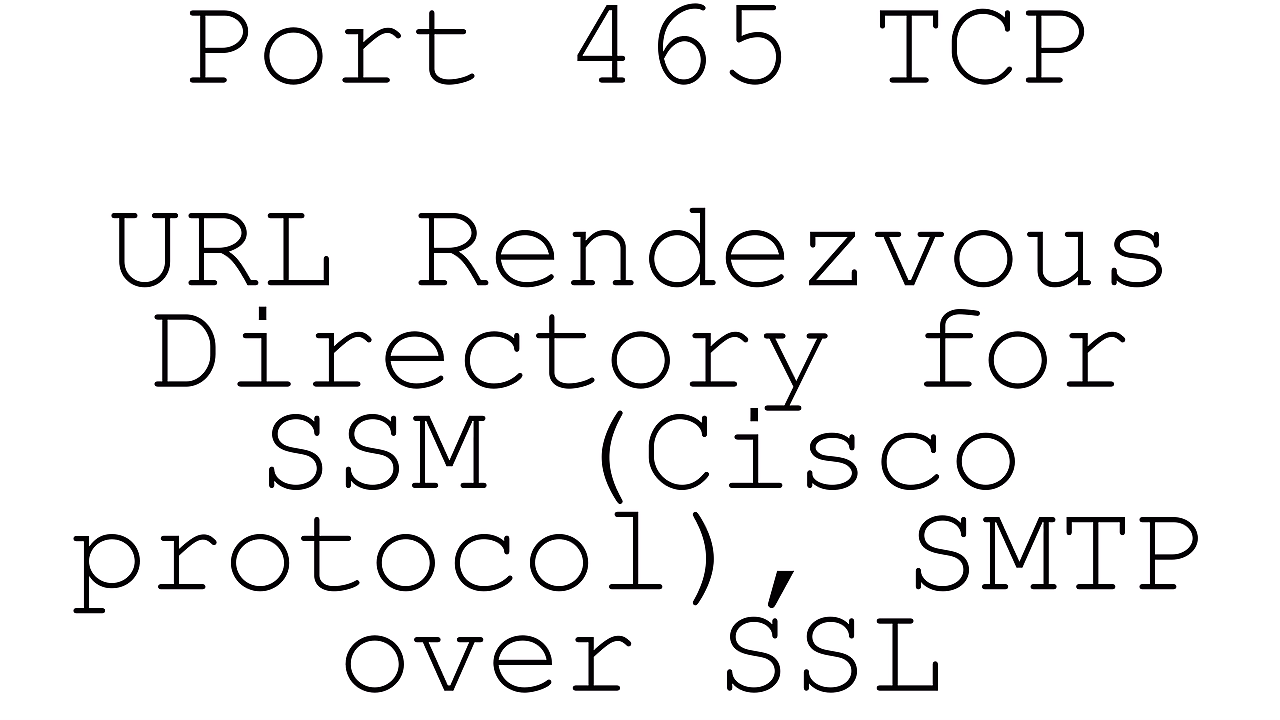 Port 465 TCP
URL Rendezvous
Directory for
SSM (Cisco
protocol), SMTP
over SSL